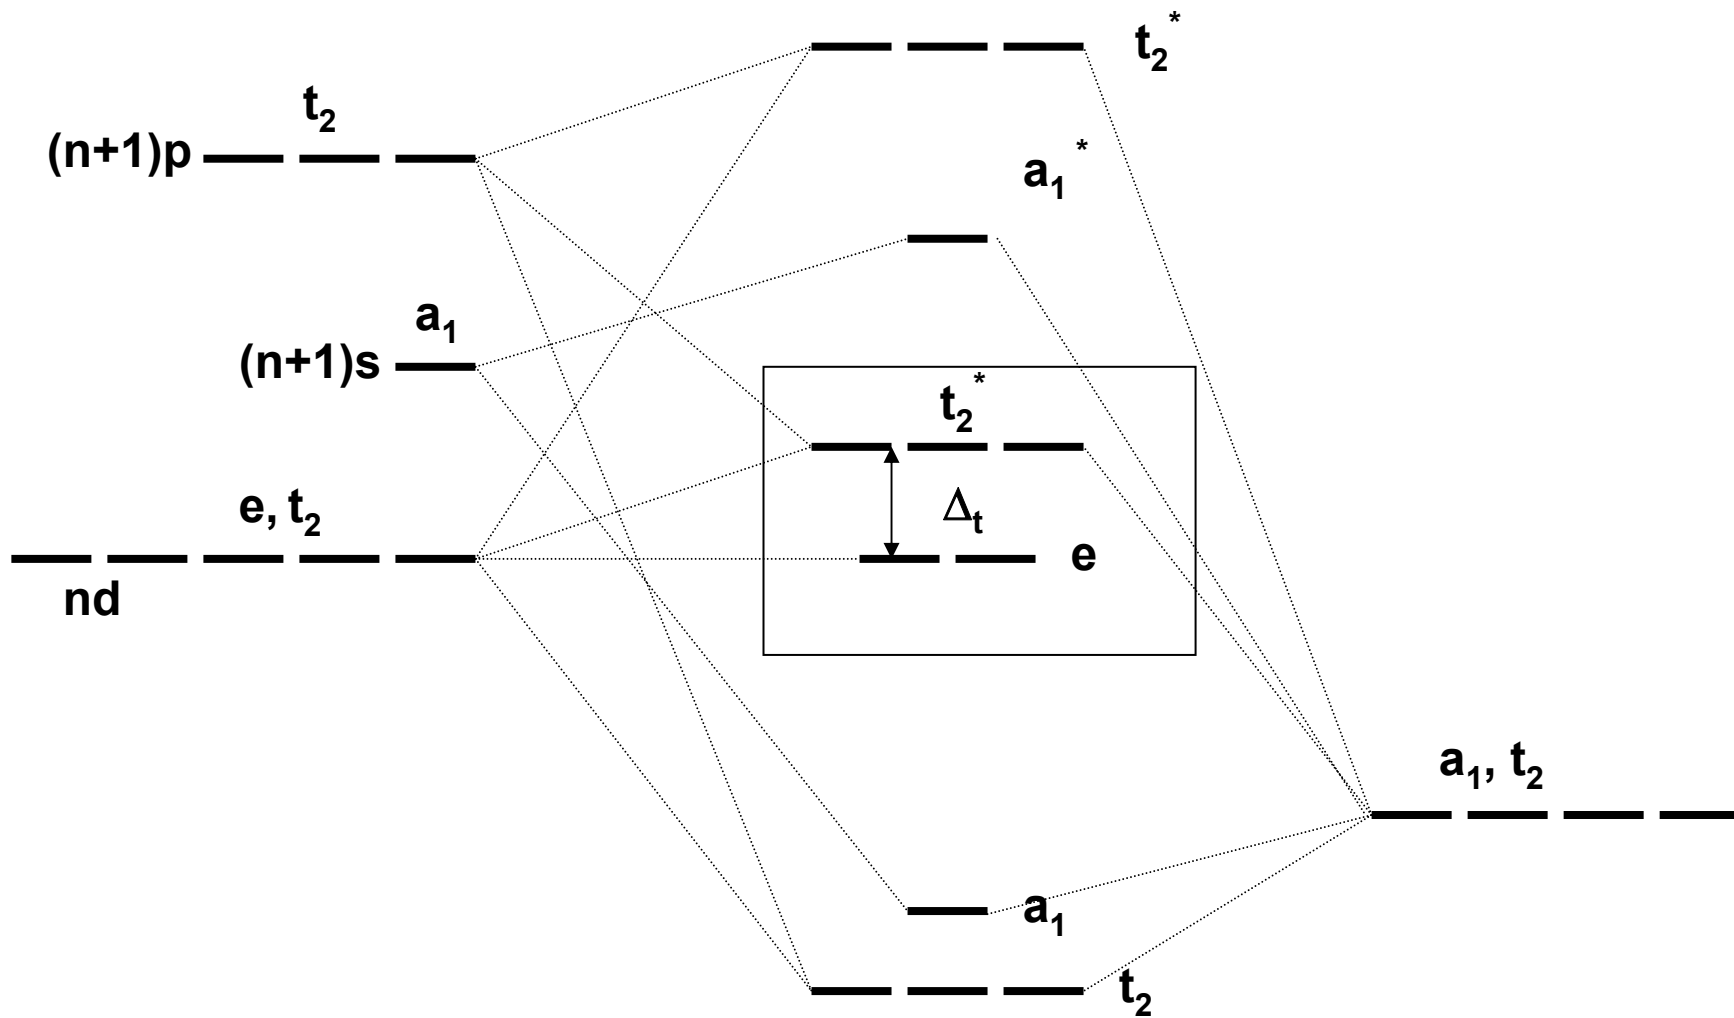 t₂*
t₂
(n+1)p
a₁*
a₁
(n+1)s
t₂*
e, t₂
Δₜ
e
nd
a₁, t₂
a₁
t₂